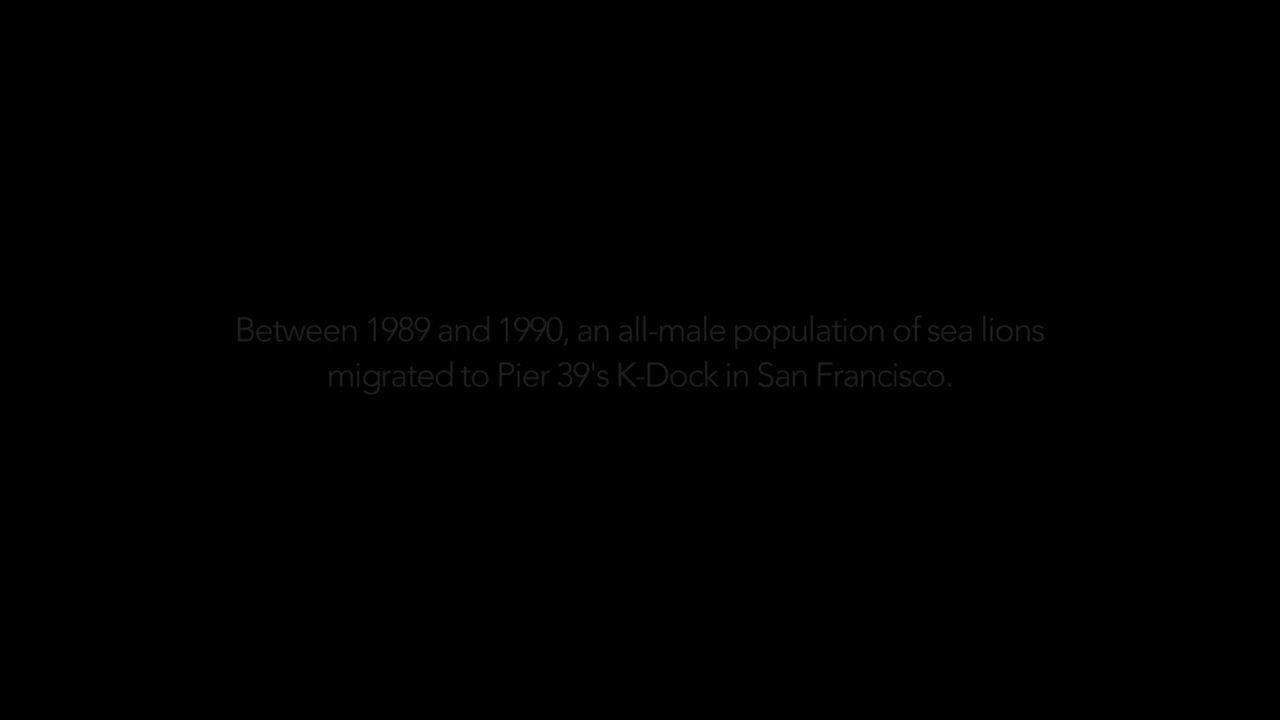 Between 1989 and 1990, an all-male population of sea lions
migrated to Pier 39's K-Dock in San Francisco.